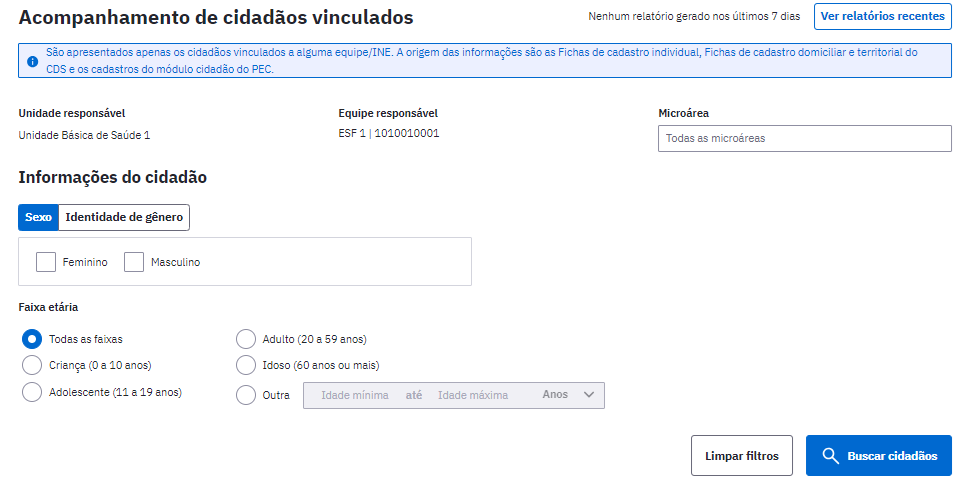 Acompanhamento de cidadãos vinculados
Nenhum relatório gerado nos últimos 7 dias
Ver relatórios recentes
São apresentados apenas os cidadãos vinculados a alguma equipe/INE. A origem das informações são as Fichas de cadastro individual, Fichas de cadastro domiciliar e territorial do
CDS e os cadastros do módulo cidadão do PEC.
Unidade responsável
Unidade Básica de Saúde 1
Equipe responsável
ESF 1 | 1010010001
Microárea
Todas as microáreas
Informações do cidadão
Sexo
Identidade de gênero
Feminino
Masculino
Faixa etária
Todas as faixas
Criança (0 a 10 anos)
Adolescente (11 a 19 anos)
Adulto (20 a 59 anos)
Idoso (60 anos ou mais)
Outra
Idade mínima até Idade máxima Anos
Limpar filtros
Buscar cidadãos